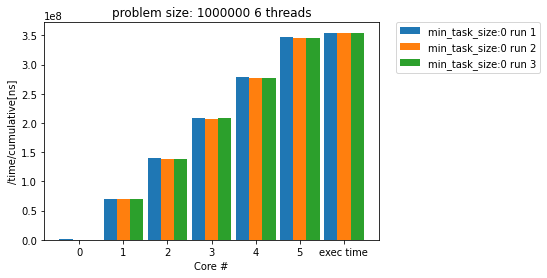 problem size: 1000000 6 threads
1e8
3.5
3.0
2.5
2.0
1.5
1.0
0.5
0.0
/time/cumulative[ns]
0 1 2 3 4 5 exec time
Core #
min_task_size:0 run 1
min_task_size:0 run 2
min_task_size:0 run 3